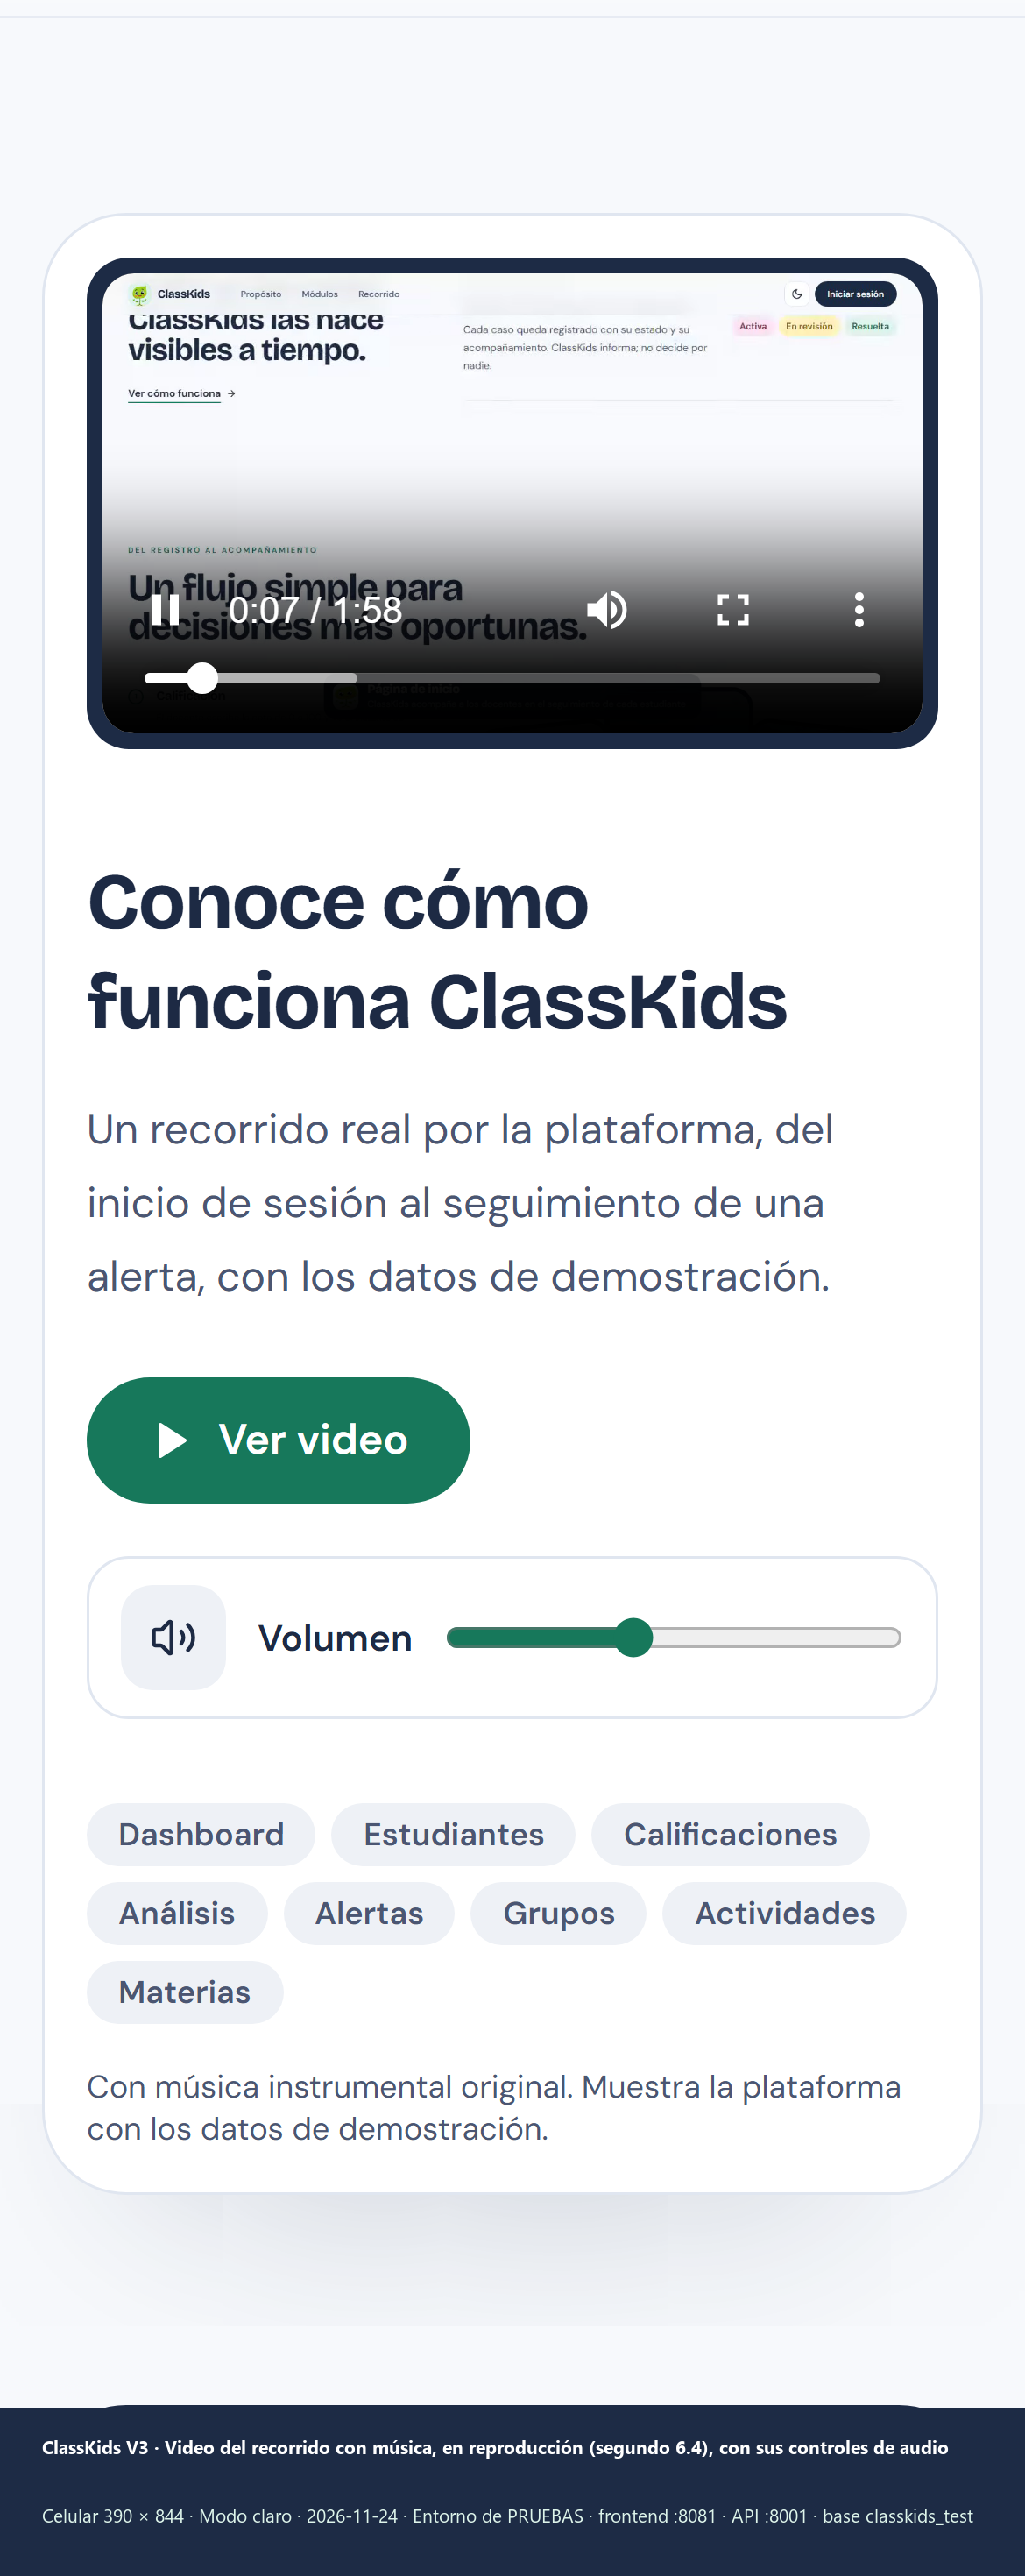 ClassKids Propósito Módulos Recorrido Iniciar sesión
ClassKids las hace
visibles a tiempo.
Ver cómo funciona →
Cada caso queda registrado con su estado y su
acompañamiento. ClassKids informa; no decide por
nadie.
Activa En revisión Resuelta
DEL REGISTRO AL ACOMPAÑAMIENTO
Un flujo simple para
decisiones más oportunas.
0:07 / 1:58
Página de inicio
Conoce cómo
funciona ClassKids
Un recorrido real por la plataforma, del
inicio de sesión al seguimiento de una
alerta, con los datos de demostración.
Ver video
Volumen
Dashboard Estudiantes Calificaciones
Análisis Alertas Grupos Actividades
Materias
Con música instrumental original. Muestra la plataforma
con los datos de demostración.
ClassKids V3 · Video del recorrido con música, en reproducción (segundo 6.4), con sus controles de audio
Celular 390 × 844 · Modo claro · 2026-11-24 · Entorno de PRUEBAS · frontend :8081 · API :8001 · base classkids_test